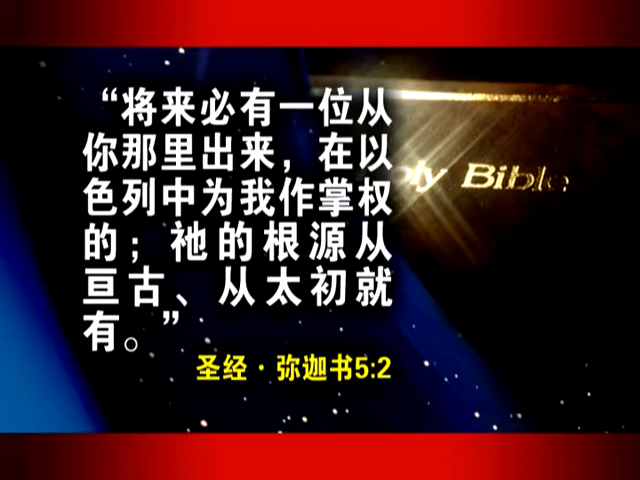 “将来必有一位从
你那里出来，在以
色列中为我作掌权
的；祂的根源从
亘古、从太初就
有。”
圣经·弥迦书5:2
oly Bible